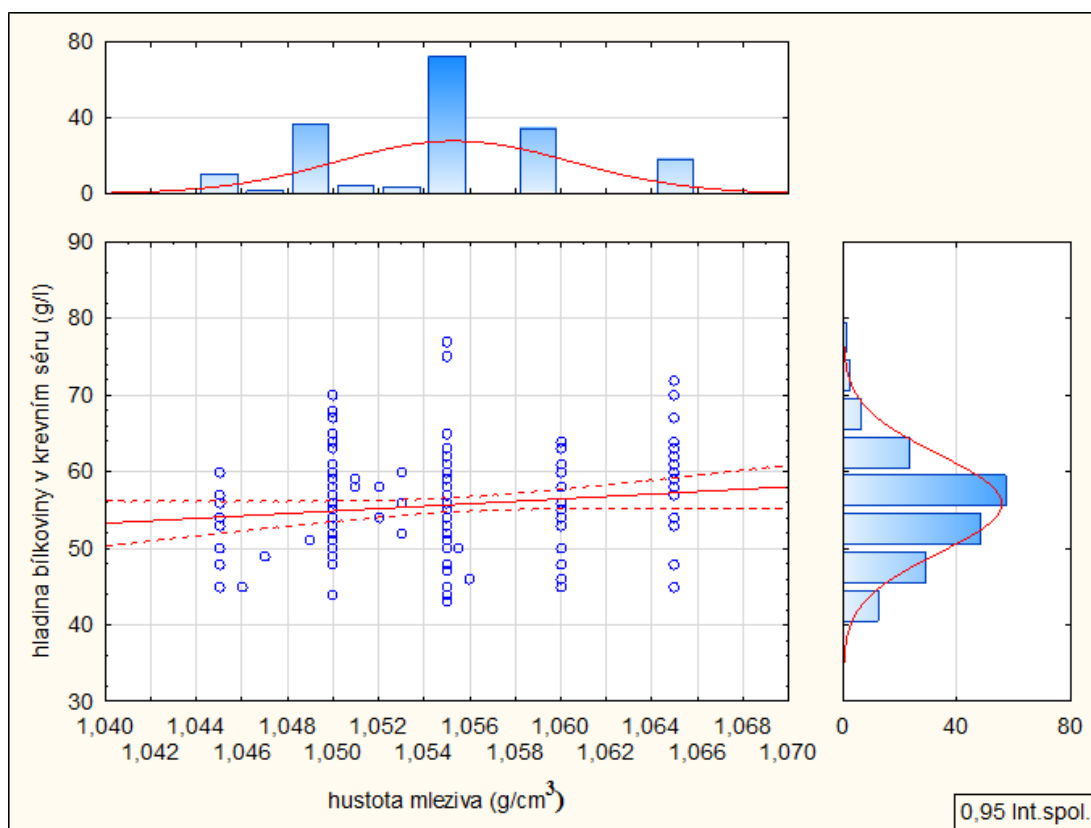 80
40
0
90
80
70
60
50
40
30
hladina bílkoviny v krevním séru (g/l)
1,040 1,044 1,048 1,052 1,056 1,060 1,064 1,068
1,042 1,046 1,050 1,054 1,058 1,062 1,066 1,070
hustota mleziva (g/cm³)
0 40 80
0,95 Int.spol.